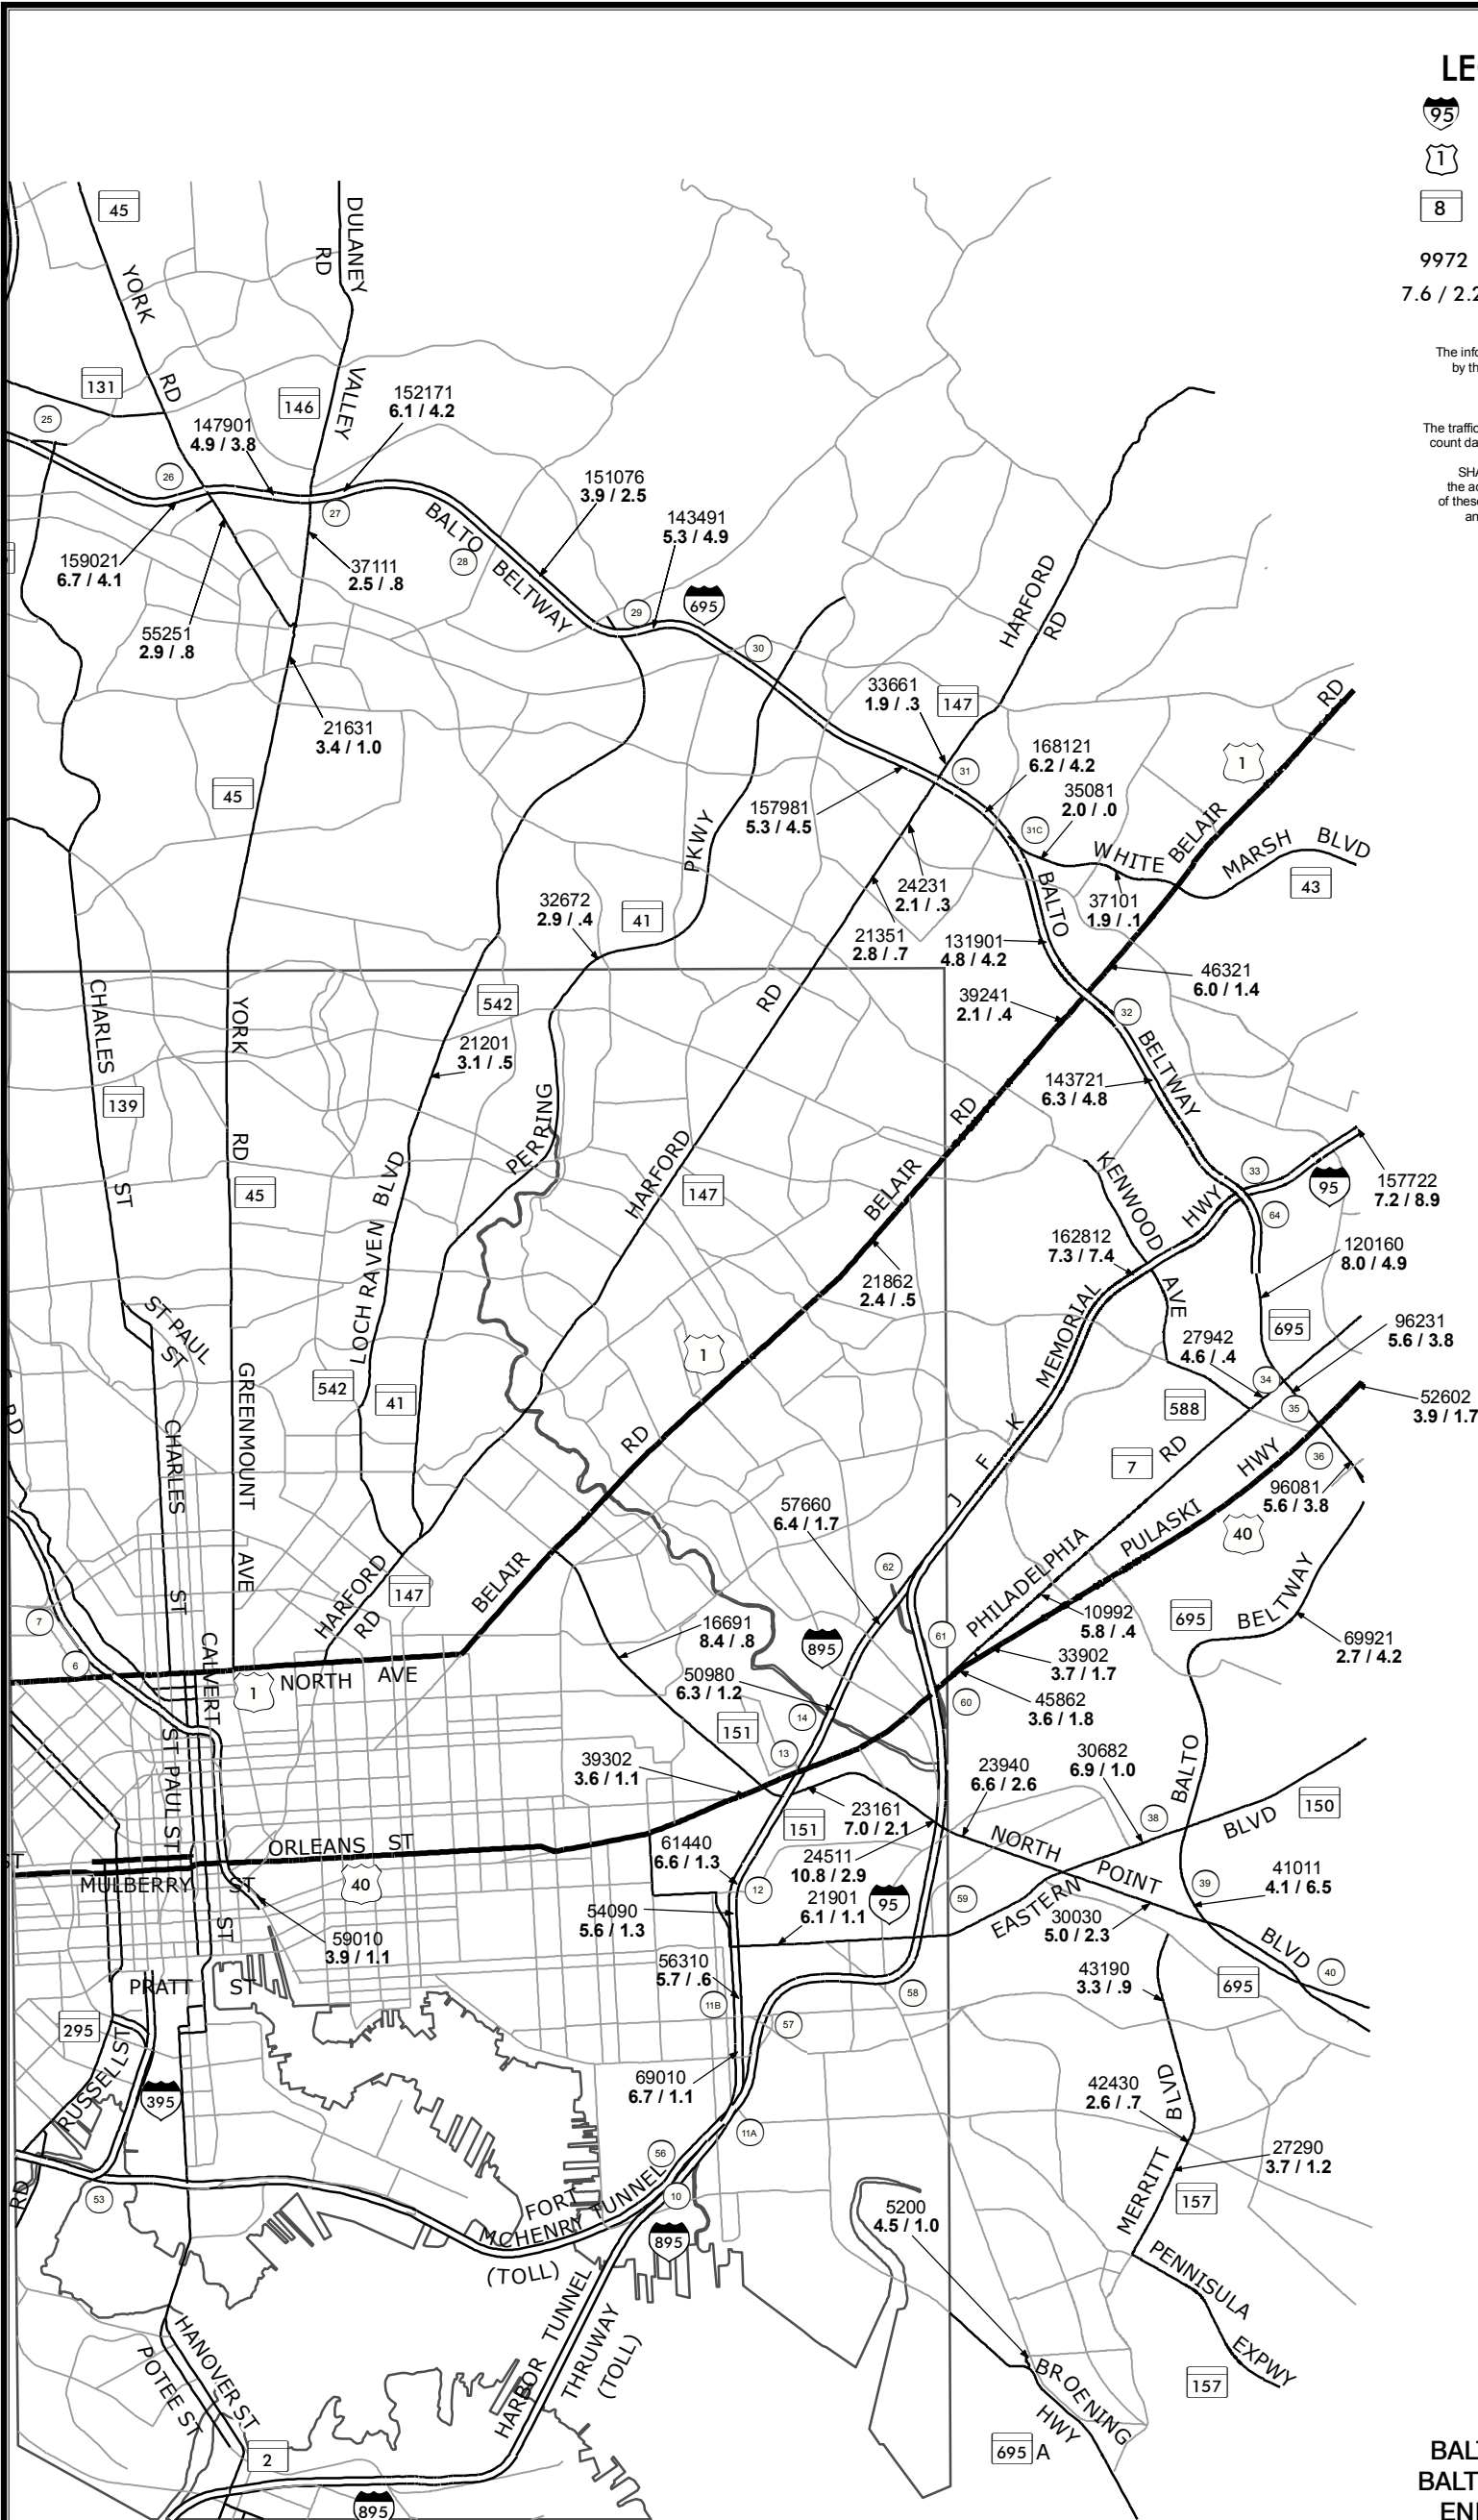 LE
95
1
8
9972
7.6 / 2.2
The info
by th
The traffic
count da
SHA
the ac
of these
an
45
YORK
RD
DULANEY
VALLEY
RD
131
146
25
26
27
28
29
30
31
31C
32
33
64
34
35
36
147901
4.9 / 3.8
152171
6.1 / 4.2
151076
3.9 / 2.5
143491
5.3 / 4.9
BALTO BELTWAY
695
159021
6.7 / 4.1
55251
2.9 / .8
37111
2.5 / .8
21631
3.4 / 1.0
45
HARFORD
RD
33661
1.9 / .3
147
168121
6.2 / 4.2
35081
2.0 / .0
157981
5.3 / 4.5
1
RD
BELAIR
WHITE
MARSH BLVD
43
PKWY
24231
2.1 / .3
37101
1.9 / .1
32672
2.9 / .4
41
21351
2.8 / .7
131901
4.8 / 4.2
BALTO
BELTWAY
46321
6.0 / 1.4
39241
2.1 / .4
542
CHARLES
ST
YORK
RD
RD
21201
3.1 / .5
143721
6.3 / 4.8
139
PERRING
HARFORD
BELAIR
RD
45
LOCH RAVEN BLVD
147
KENWOOD
AVE
HWY
95
157722
7.2 / 8.9
162812
7.3 / 7.4
120160
8.0 / 4.9
21862
2.4 / .5
ST PAUL
ST
MEMORIAL
695
96231
5.6 / 3.8
27942
4.6 / .4
1
GREENMOUNT
AVE
542
41
52602
3.9 / 1.7
588
RD
CHARLES
ST
RD
J F K
7
RD
HWY
96081
5.6 / 3.8
57660
6.4 / 1.7
PHILADELPHIA
PULASKI
40
62
HARFORD
RD
147
BELAIR
7
6
10992
5.8 / .4
695
BELTWAY
16691
8.4 / .8
895
61
33902
3.7 / 1.7
69921
2.7 / 4.2
CALVERT
ST
1
NORTH AVE
50980
6.3 / 1.2
14
60
45862
3.6 / 1.8
151
13
39302
3.6 / 1.1
23940
6.6 / 2.6
30682
6.9 / 1.0
BALTO
ST PAUL ST
23161
7.0 / 2.1
151
38
150
BLVD
ORLEANS ST
61440
6.6 / 1.3
24511
10.8 / 2.9
NORTH
POINT
BLVD
ST
MULBERRY ST
40
12
21901
6.1 / 1.1
95
59
EASTERN
39
41011
4.1 / 6.5
54090
5.6 / 1.3
30030
5.0 / 2.3
59010
3.9 / 1.1
56310
5.7 / .6
58
43190
3.3 / .9
695
40
PRATT ST
11B
57
295
RUSSELL ST
395
69010
6.7 / 1.1
42430
2.6 / .7
BLVD
MERRITT
11A
27290
3.7 / 1.2
56
10
53
RD
FORT
MCHENRY TUNNEL
(TOLL)
895
5200
4.5 / 1.0
157
PENNISULA
EXPWY
157
HANOVER ST
POTEE ST
HARBOR TUNNEL
THRUWAY
(TOLL)
BROENING
HWY
695 A
2
895
BAL
BALT
EN